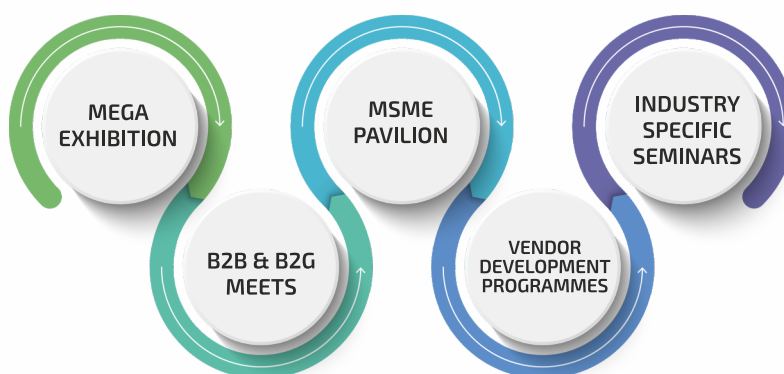 MEGA
EXHIBITION
B2B & B2G
MEETS
MSME
PAVILION
VENDOR
DEVELOPMENT
PROGRAMMES
INDUSTRY
SPECIFIC
SEMINARS